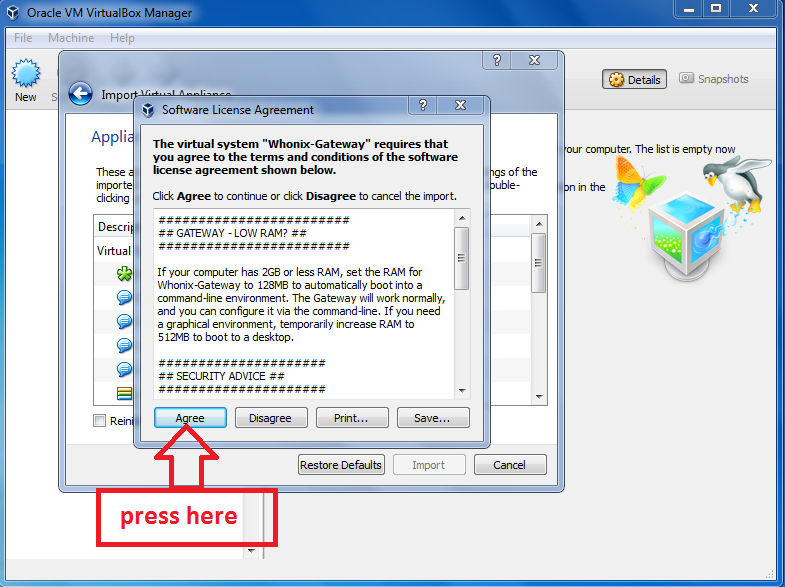 Oracle VM VirtualBox Manager
File Machine Help
New
Details
Snapshots
Import Virtual Appliance
Software License Agreement
Applia
These a
importe
clicking
ngs of the
ouble-
your computer. The list is empty now
on in the
The virtual system "Whonix-Gateway" requires that
you agree to the terms and conditions of the software
license agreement shown below.
Click Agree to continue or click Disagree to cancel the import.
Descrip
Virtual
########################
## GATEWAY - LOW RAM? ##
########################
If your computer has 2GB or less RAM, set the RAM for
Whonix-Gateway to 128MB to automatically boot into a
command-line environment. The Gateway will work normally,
and you can configure it via the command-line. If you need
a graphical environment, temporarily increase RAM to
512MB to boot to a desktop.
#####################
## SECURITY ADVICE ##
#####################
Reini
Agree Disagree Print... Save...
Restore Defaults Import Cancel
press here